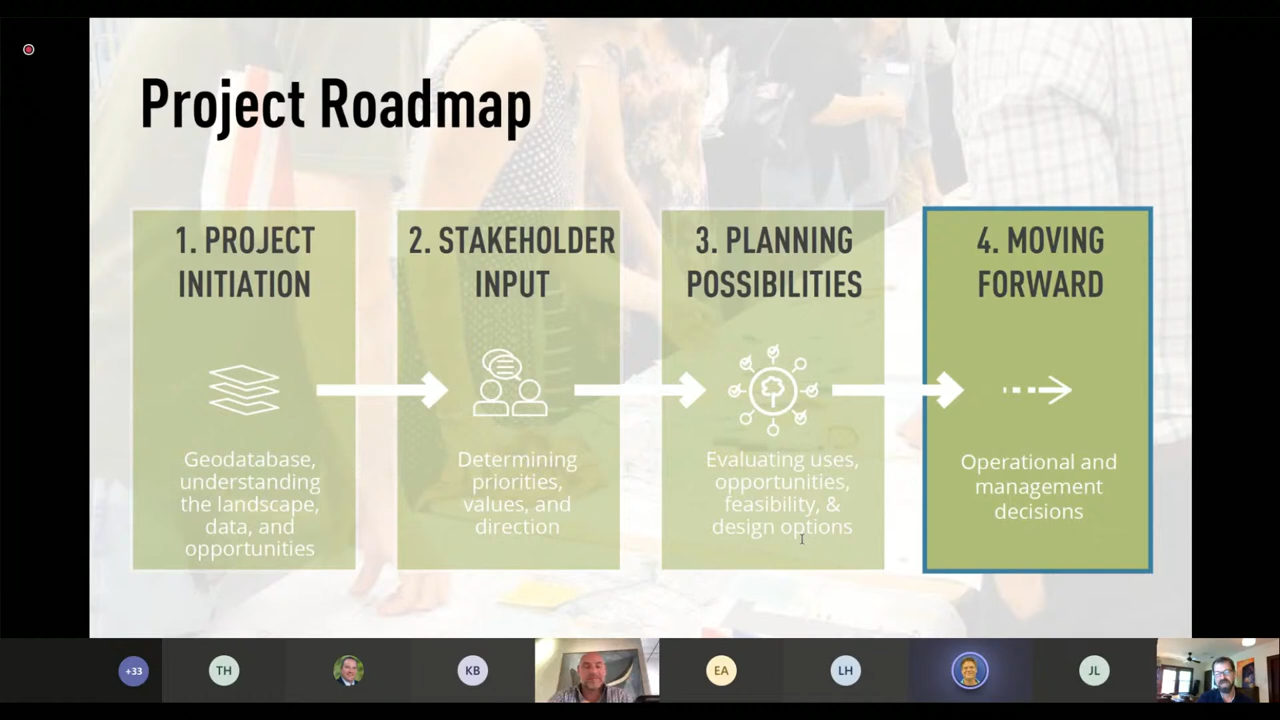 Project Roadmap
1. PROJECT
INITIATION
Geodatabase,
understanding
the landscape,
data, and
opportunities
2. STAKEHOLDER
INPUT
Determining
priorities,
values, and
direction
3. PLANNING
POSSIBILITIES
Evaluating uses,
opportunities,
feasibility, &
design options
4. MOVING
FORWARD
Operational and
management
decisions
+33
TH
KB
EA
LH
JL